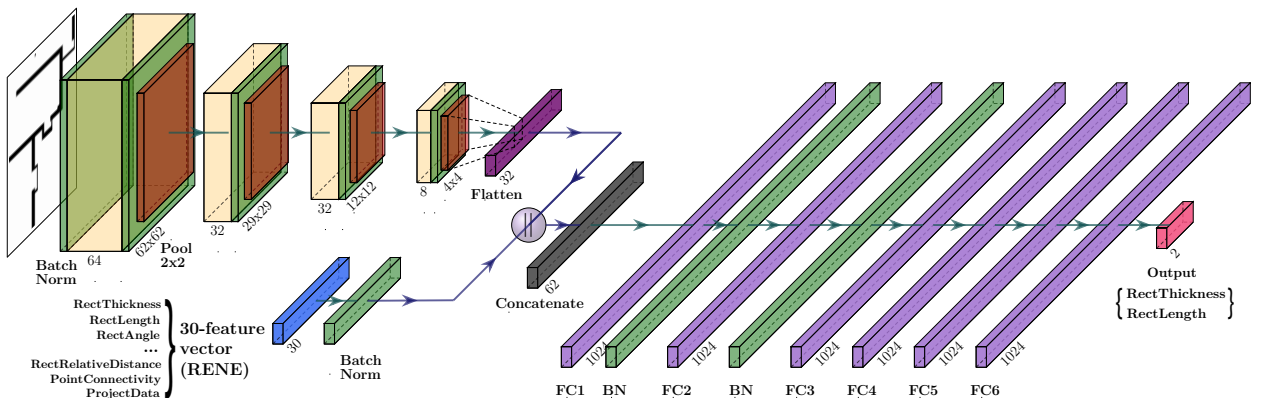 Batch
Norm
64
62x62
Pool
2x2
32
29x29
32
12x12
8
4x4
32
Flatten
||
62
Concatenate
RectThickness
RectLength
RectAngle
...
RectRelativeDistance
PointConnectivity
ProjectData
30-feature
vector
(RENE)
30
Batch
Norm
1024
FC1
BN
1024
FC2
BN
1024
FC3
1024
FC4
1024
FC5
1024
FC6
2
Output
RectThickness
RectLength